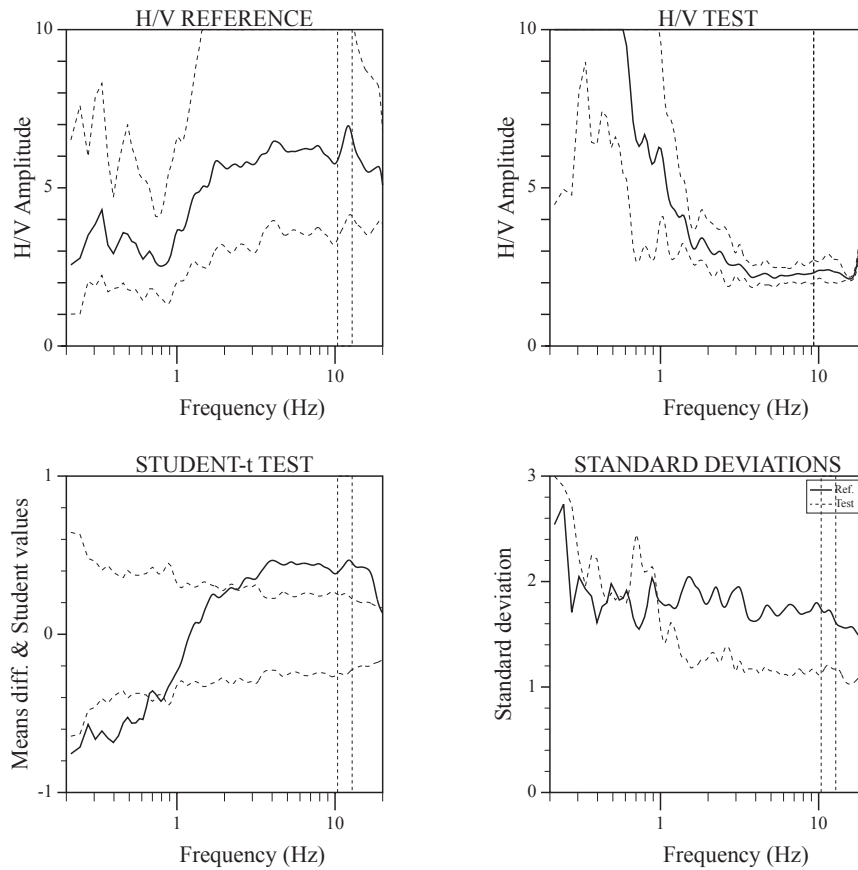 H/V REFERENCE
10
5
0
H/V Amplitude
1
10
Frequency (Hz)
H/V TEST
10
5
0
H/V Amplitude
1
10
Frequency (Hz)
STUDENT-t TEST
1
0
-1
Means diff. & Student values
1
10
Frequency (Hz)
STANDARD DEVIATIONS
3
2
1
0
Standard deviation
Ref.
Test
1
10
Frequency (Hz)